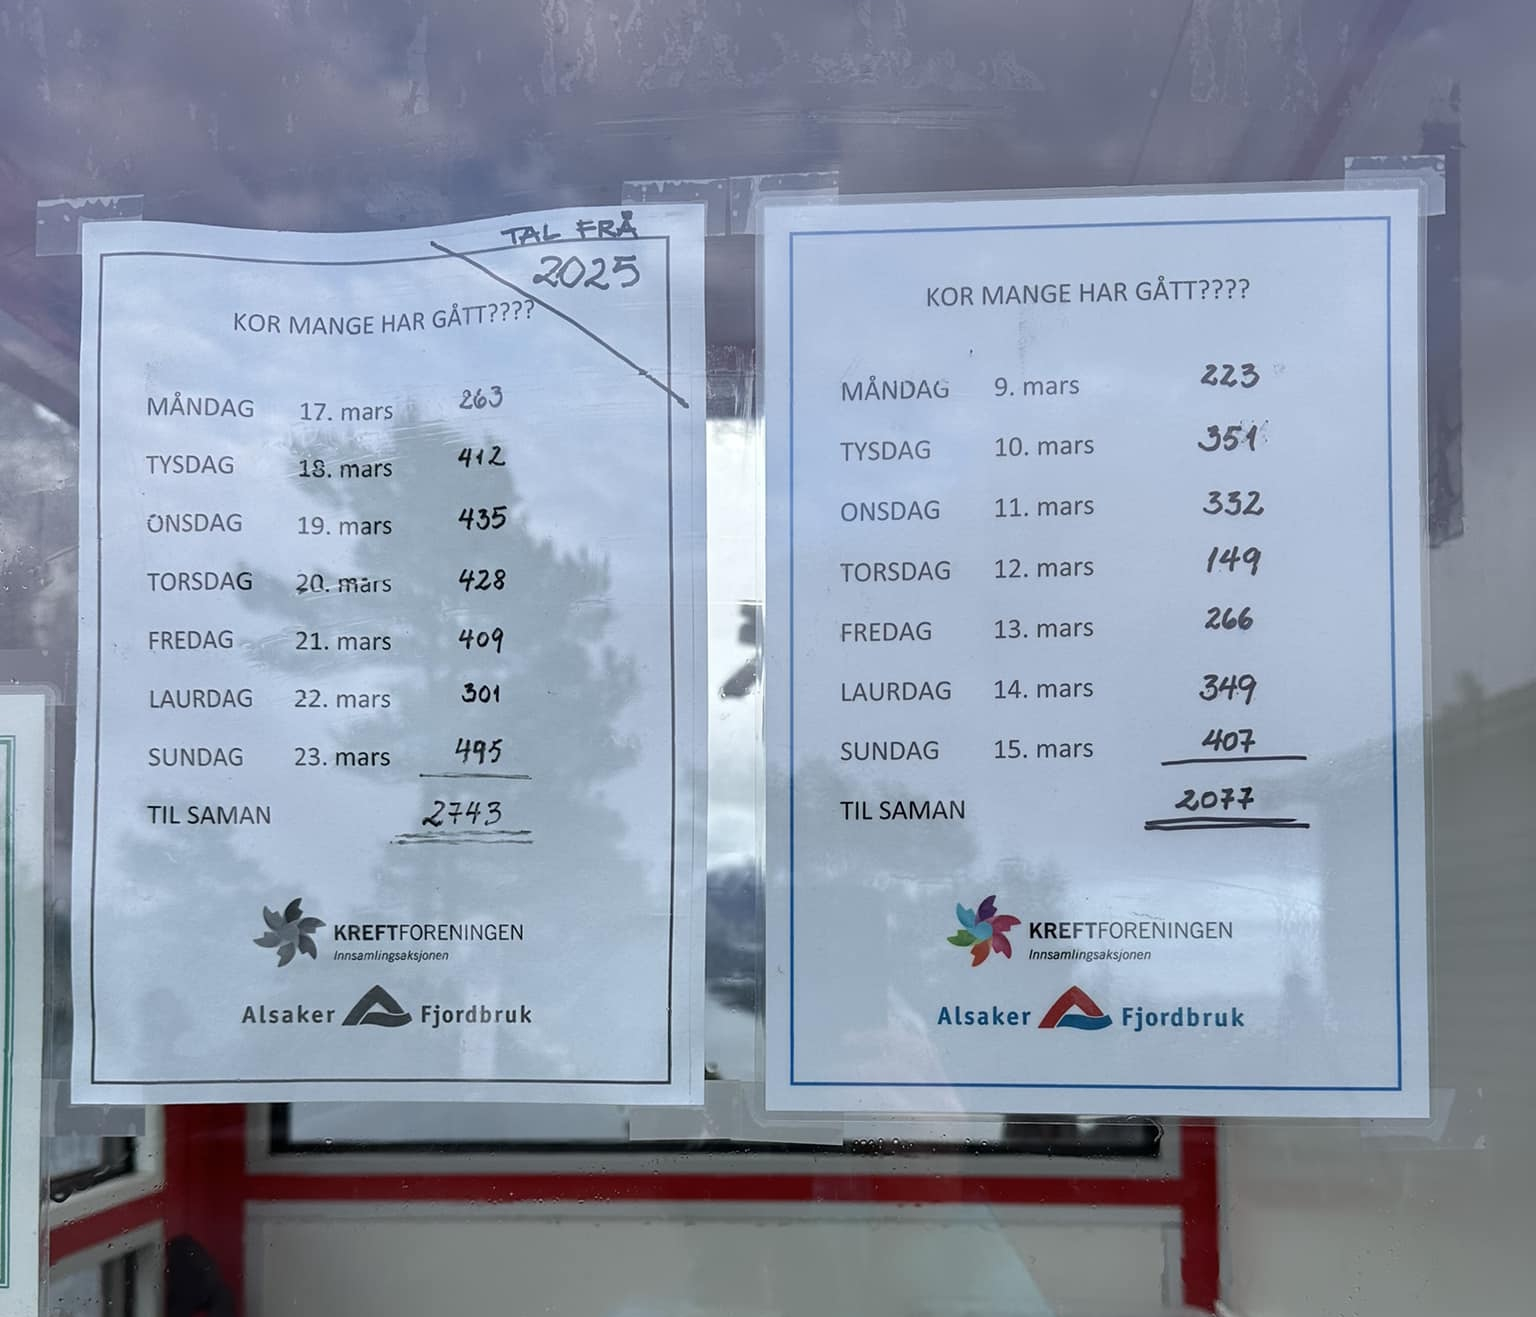 TAL FRÅ
2025
KOR MANGE HAR GÅTT????
MÅNDAG 17. mars 263
TYSDAG 18. mars 412
ONSDAG 19. mars 435
TORSDAG 20. mars 428
FREDAG 21. mars 409
LAURDAG 22. mars 301
SUNDAG 23. mars 495
TIL SAMAN 2743
KREFTFORENINGEN
Innsamlingsaksjonen
Alsaker Fjordbruk
KOR MANGE HAR GÅTT????
MÅNDAG 9. mars 223
TYSDAG 10. mars 351
ONSDAG 11. mars 332
TORSDAG 12. mars 149
FREDAG 13. mars 266
LAURDAG 14. mars 349
SUNDAG 15. mars 407
TIL SAMAN 2077
KREFTFORENINGEN
Innsamlingsaksjonen
Alsaker Fjordbruk